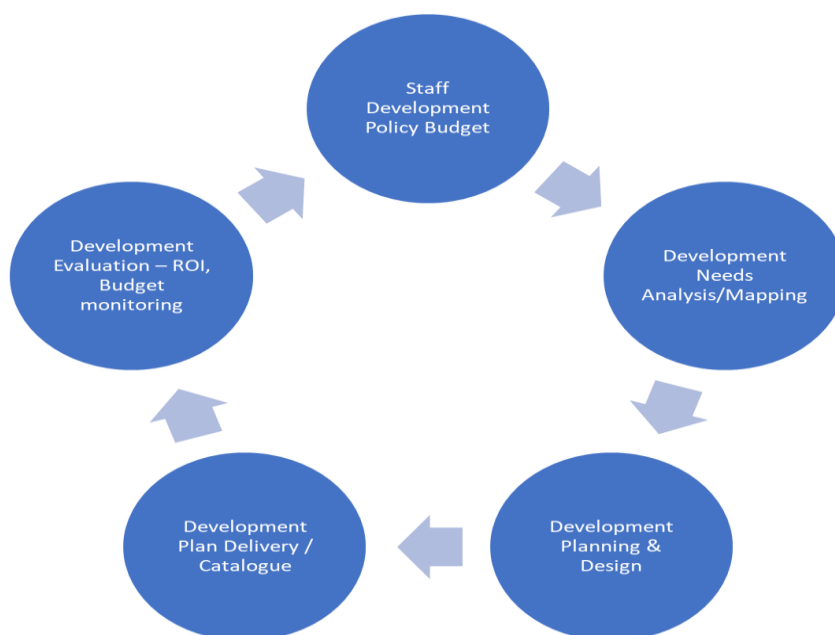 Staff
Development
Policy Budget
Development
Needs
Analysis/Mapping
Development
Planning &
Design
Development
Plan Delivery /
Catalogue
Development
Evaluation – ROI,
Budget
monitoring